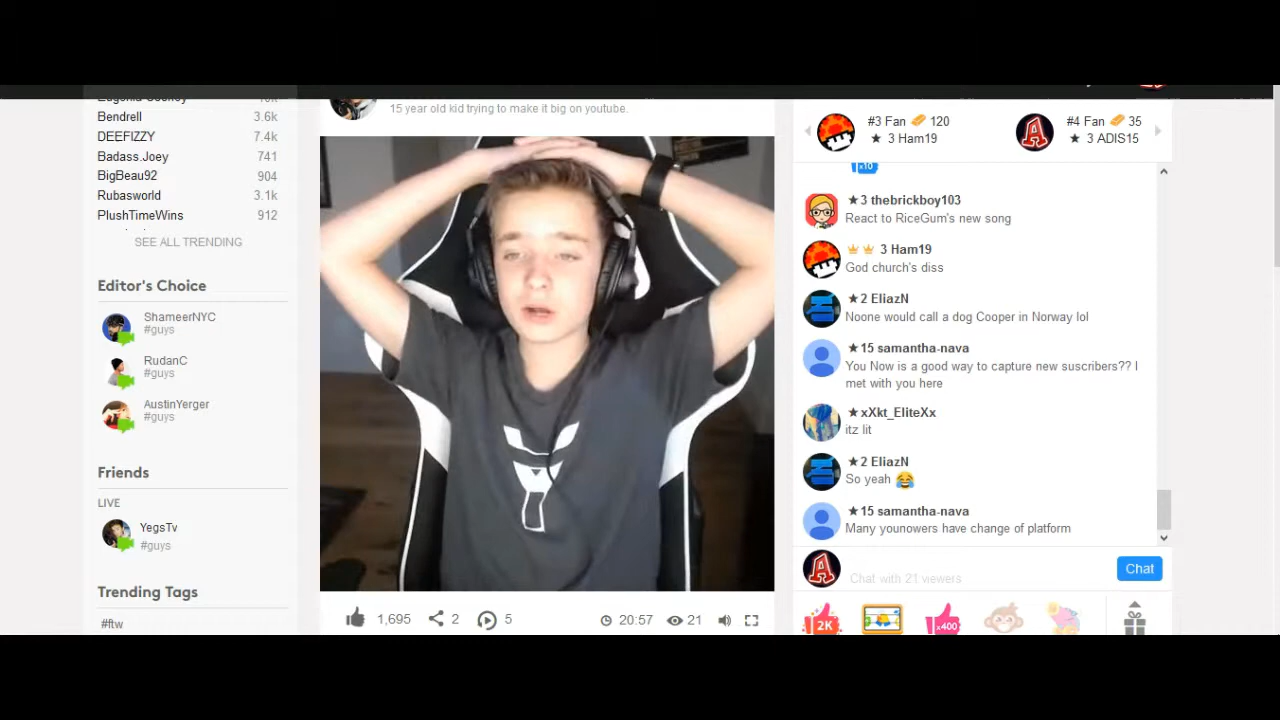 Bendrell 3.6k
DEEFIZZY 7.4k
Badass.Joey 741
BigBeau92 904
Rubasworld 3.1k
PlushTimeWins 912
SEE ALL TRENDING
Editor's Choice
ShameerNYC
#guys
RudanC
#guys
AustinYerger
#guys
Friends
LIVE
YegsTv
#guys
Trending Tags
#ftw
15 year old kid trying to make it big on youtube.
1,695 2 5 20:57 21
#3 Fan 120
★ 3 Ham19
#4 Fan 35
★ 3 ADIS15
x10
★3 thebrickboy103
React to RiceGum's new song
3 Ham19
God church's diss
★2 EliazN
Noone would call a dog Cooper in Norway lol
★15 samantha-nava
You Now is a good way to capture new suscribers?? I
met with you here
★xXkt_EliteXx
itz lit
★2 EliazN
So yeah 😂
★15 samantha-nava
Many younowers have change of platform
Chat with 21 viewers
Chat
2K
x400